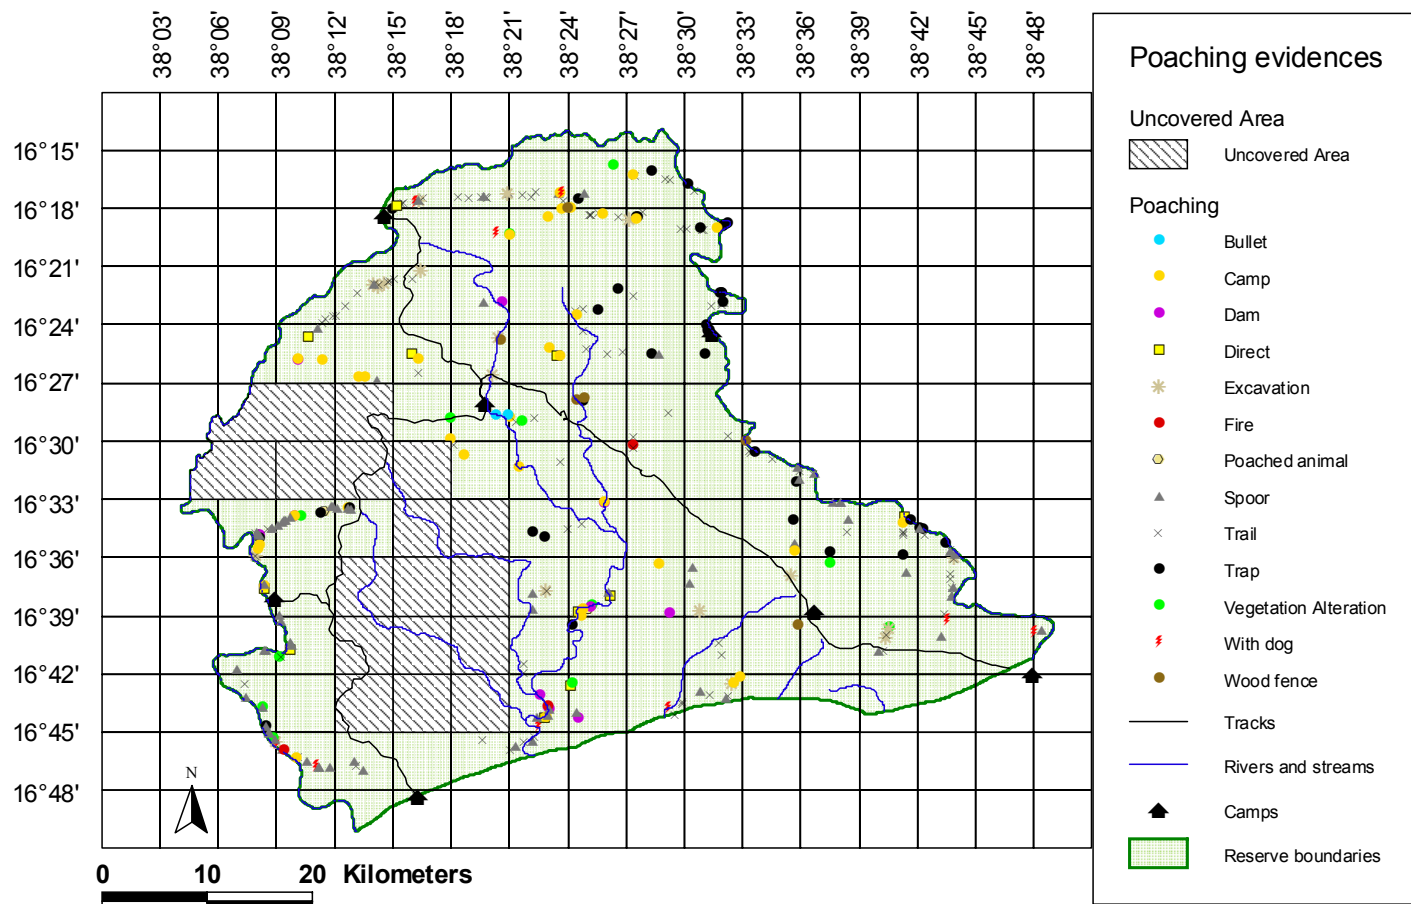 38°03' 38°06' 38°09' 38°12' 38°15' 38°18' 38°21' 38°24' 38°27' 38°30' 38°33' 38°36' 38°39' 38°42' 38°45' 38°48'
16°15'
16°18'
16°21'
16°24'
16°27'
16°30'
16°33'
16°36'
16°39'
16°42'
16°45'
16°48'
N
0 10 20 Kilometers
Poaching evidences
Uncovered Area
Uncovered Area
Poaching
Bullet
Camp
Dam
Direct
Excavation
Fire
Poached animal
Spoor
Trail
Trap
Vegetation Alteration
With dog
Wood fence
Tracks
Rivers and streams
Camps
Reserve boundaries